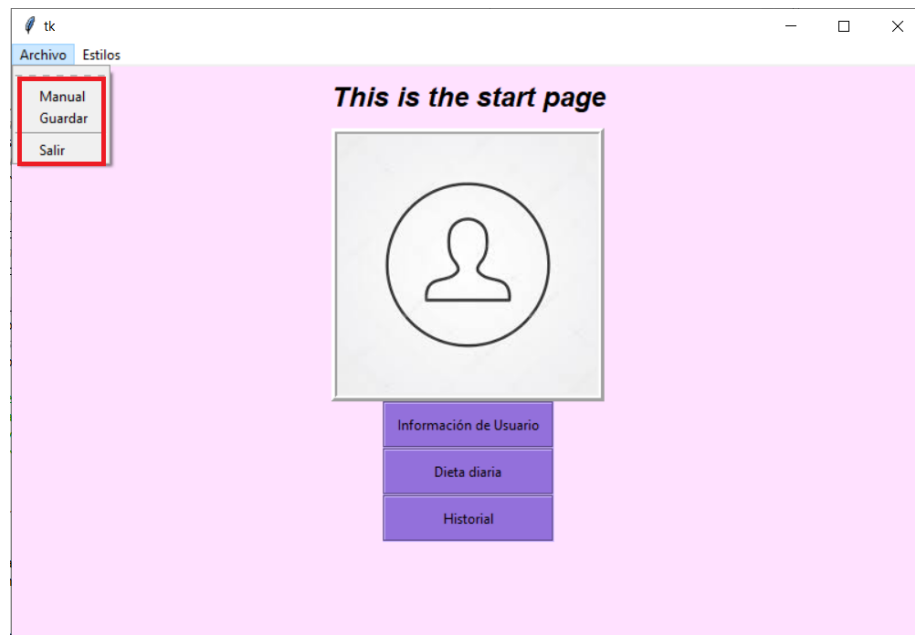 tk
Archivo Estilos
Manual
Guardar
Salir
This is the start page
Información de Usuario
Dieta diaria
Historial